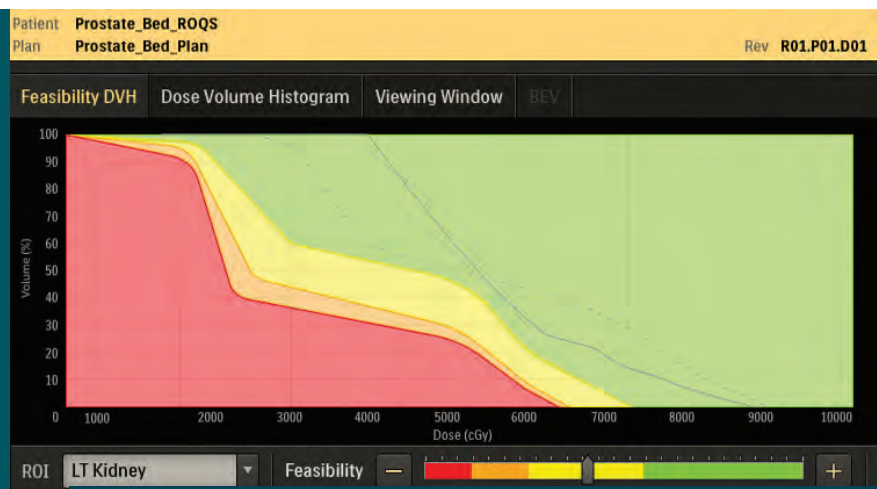 Patient Prostate_Bed_ROQS
Plan Prostate_Bed_Plan Rev R01.P01.D01
Feasibility DVH Dose Volume Histogram Viewing Window BEV
100
90
80
70
60
50
40
30
20
10
Volume (%)
0 1000 2000 3000 4000 5000 6000 7000 8000 9000 10000
Dose (cGy)
ROI LT Kidney Feasibility − +